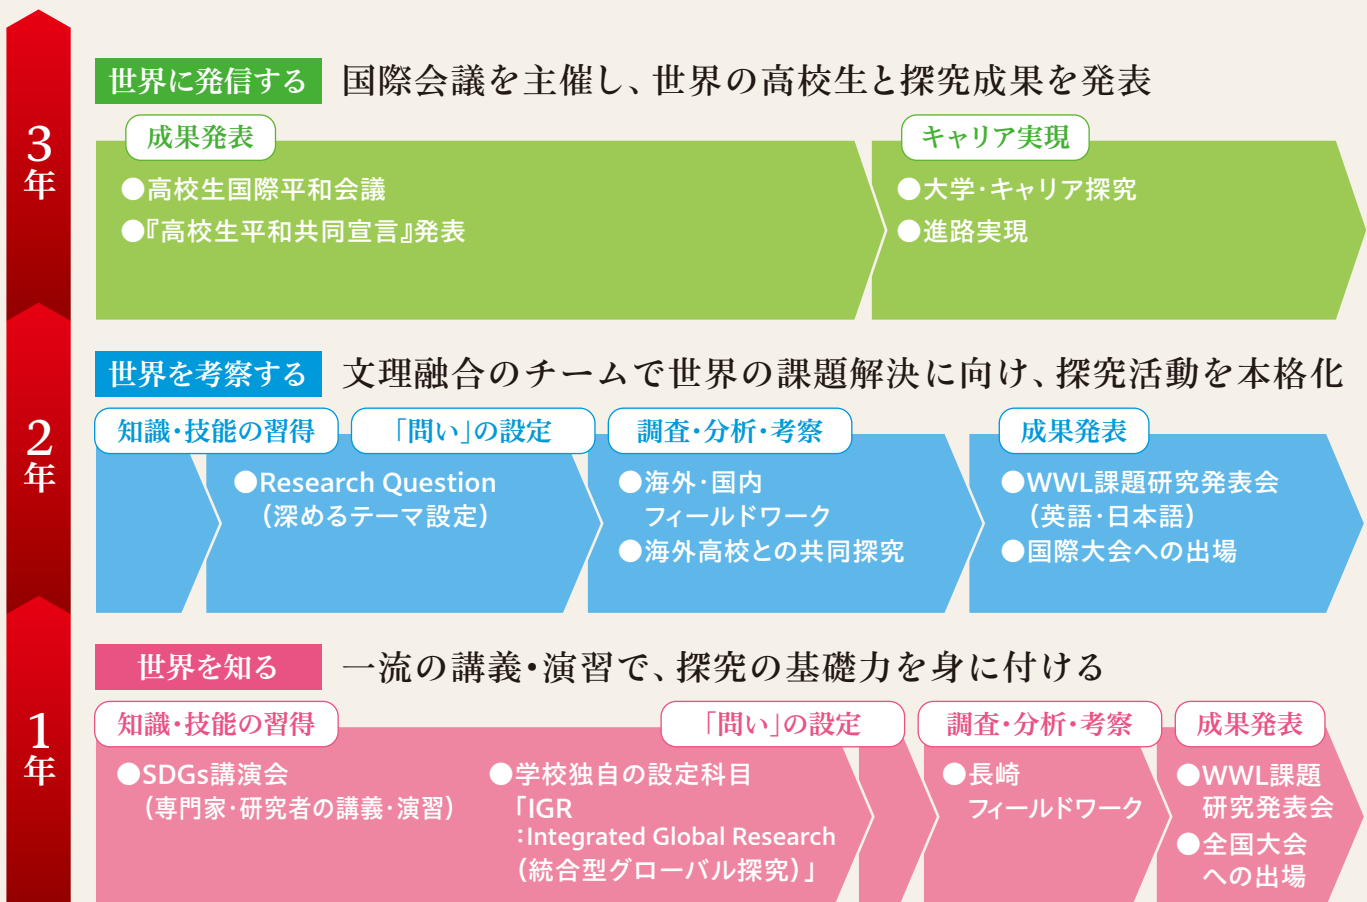 3年
世界に発信する 国際会議を主催し、世界の高校生と探究成果を発表
成果発表
●高校生国際平和会議
●『高校生平和共同宣言』発表
キャリア実現
●大学・キャリア探究
●進路実現
2年
世界を考察する 文理融合のチームで世界の課題解決に向け、探究活動を本格化
知識・技能の習得
「問い」の設定
●Research Question
（深めるテーマ設定）
調査・分析・考察
●海外・国内
フィールドワーク
●海外高校との共同探究
成果発表
●WWL課題研究発表会
（英語・日本語）
●国際大会への出場
1年
世界を知る 一流の講義・演習で、探究の基礎力を身に付ける
知識・技能の習得
●SDGs講演会
（専門家・研究者の講義・演習）
●学校独自の設定科目
「IGR
：Integrated Global Research
（統合型グローバル探究）」
「問い」の設定
調査・分析・考察
●長崎
フィールドワーク
成果発表
●WWL課題
研究発表会
●全国大会
への出場